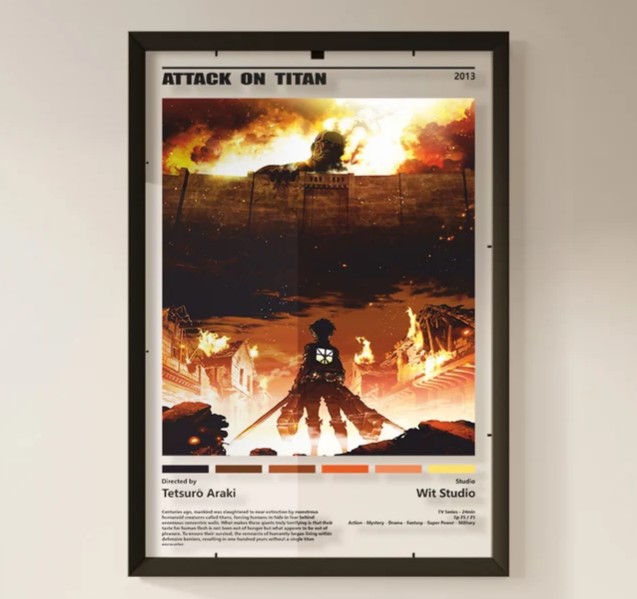 ATTACK ON TITAN
2013
Directed by
Tetsurō Araki
Studio
Wit Studio
Centuries ago, mankind was slaughtered to near extinction by monstrous
humanoid creatures called titans, forcing humans to hide in fear behind
enormous concentric walls. What makes these giants truly terrifying is that their
taste for human flesh is not born out of hunger but what appears to be out of
pleasure. To ensure their survival, the remnants of humanity began living within
defensive barriers, resulting in one hundred years without a single titan
encounter.
TV Series - 24min
Ep 25 / 25
Action - Mystery - Drama - Fantasy - Super Power - Military